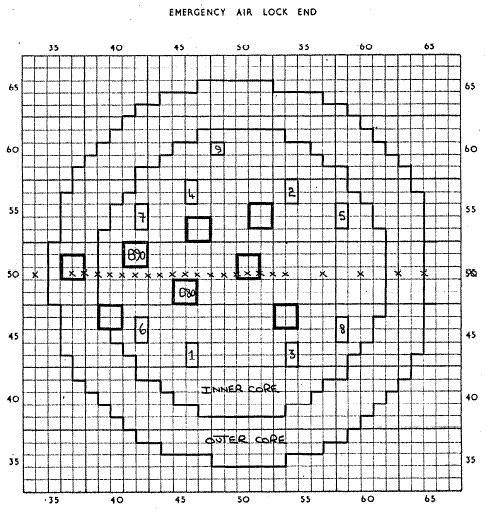 EMERGENCY AIR LOCK END
35 40 45 50 55 60 65
65 65
60 9 60
4 2
55 7 5 55
B90
50 x x x x x x x x x x x x x x x x x x x x x x 50
B80
45 6 8 45
1 3
INNER CORE
40 40
OUTER CORE
35 35
35 40 45 50 55 60 65